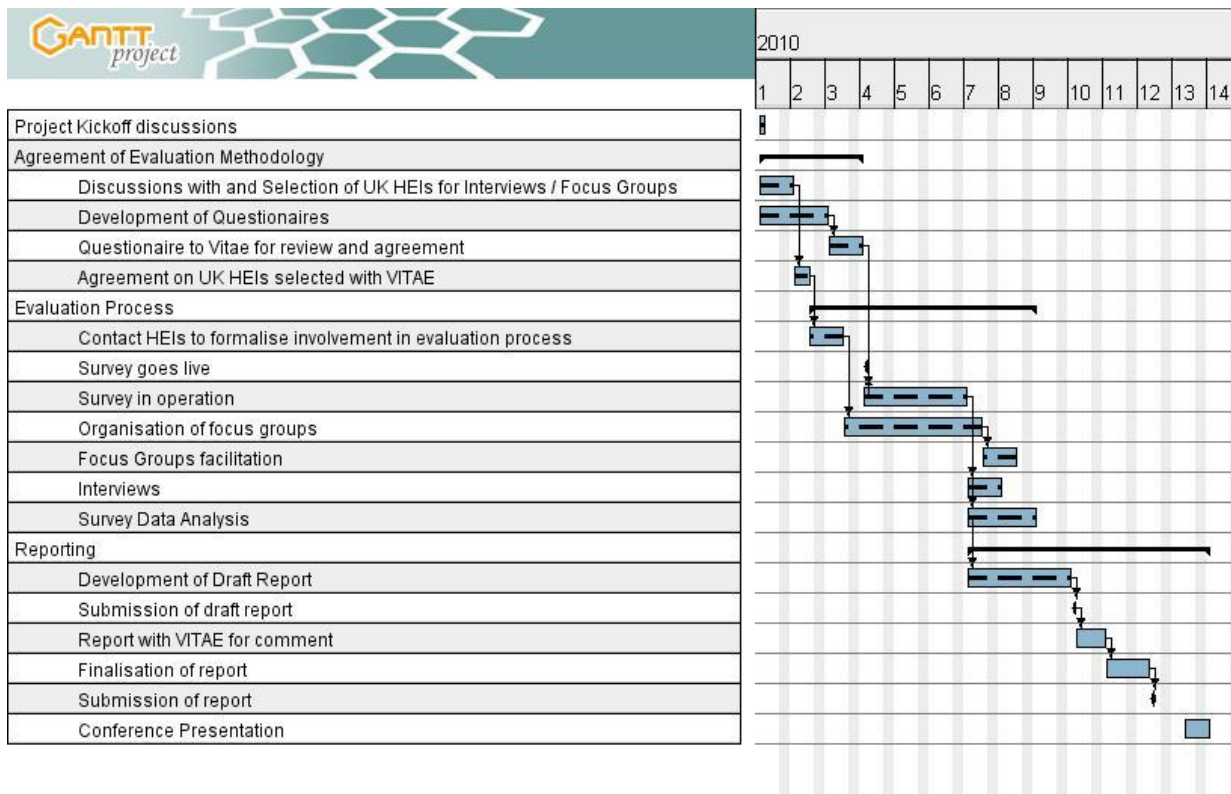 GANTT
project
2010
1 2 3 4 5 6 7 8 9 10 11 12 13 14
Project Kickoff discussions
Agreement of Evaluation Methodology
Discussions with and Selection of UK HEIs for Interviews / Focus Groups
Development of Questionaires
Questionaire to Vitae for review and agreement
Agreement on UK HEIs selected with VITAE
Evaluation Process
Contact HEIs to formalise involvement in evaluation process
Survey goes live
Survey in operation
Organisation of focus groups
Focus Groups facilitation
Interviews
Survey Data Analysis
Reporting
Development of Draft Report
Submission of draft report
Report with VITAE for comment
Finalisation of report
Submission of report
Conference Presentation